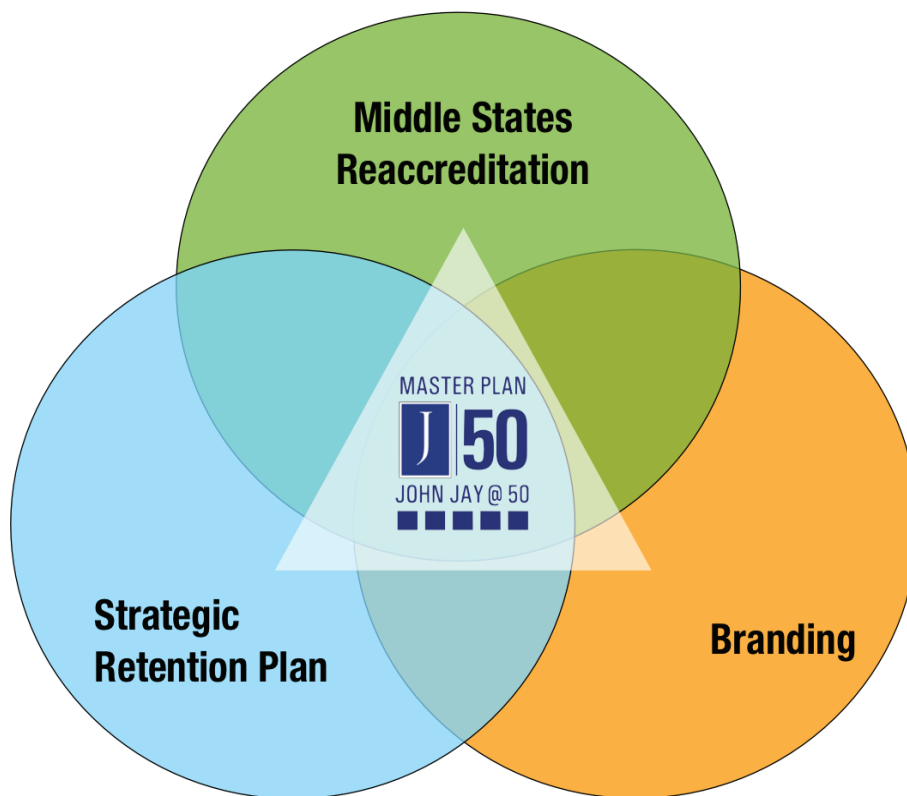 Middle States
Reaccreditation
MASTER PLAN
J 50
JOHN JAY @ 50
Strategic
Retention Plan
Branding